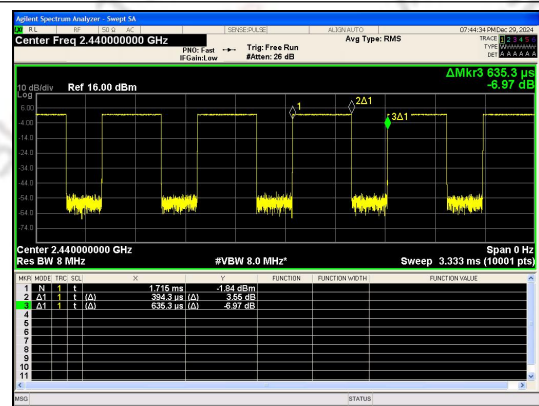 Agilent Spectrum Analyzer - Swept SA
RL RF 50 Ω AC SENSE:PULSE ALIGN AUTO 07:44:34 PM Dec 29, 2024
Center Freq 2.440000000 GHz Avg Type: RMS TRACE 1 2 3 4 5 6
PNO: Fast Trig: Free Run TYPE
IFGain:Low #Atten: 26 dB DET A A A A A A
ΔMkr3 635.3 µs
10 dB/div Ref 16.00 dBm -6.97 dB
Log
6.00
-4.00
-14.0
-24.0
-34.0
-44.0
-54.0
-64.0
-74.0
1 2Δ1 3Δ1
Center 2.440000000 GHz Span 0 Hz
Res BW 8 MHz #VBW 8.0 MHz* Sweep 3.333 ms (10001 pts)
MKR MODE TRC SCL X Y FUNCTION FUNCTION WIDTH FUNCTION VALUE
1 N 1 t 1.715 ms -1.84 dBm
2 Δ1 1 t (Δ) 394.3 µs (Δ) 3.55 dB
3 Δ1 1 t (Δ) 635.3 µs (Δ) -6.97 dB
4
5
6
7
8
9
10
11
MSG STATUS